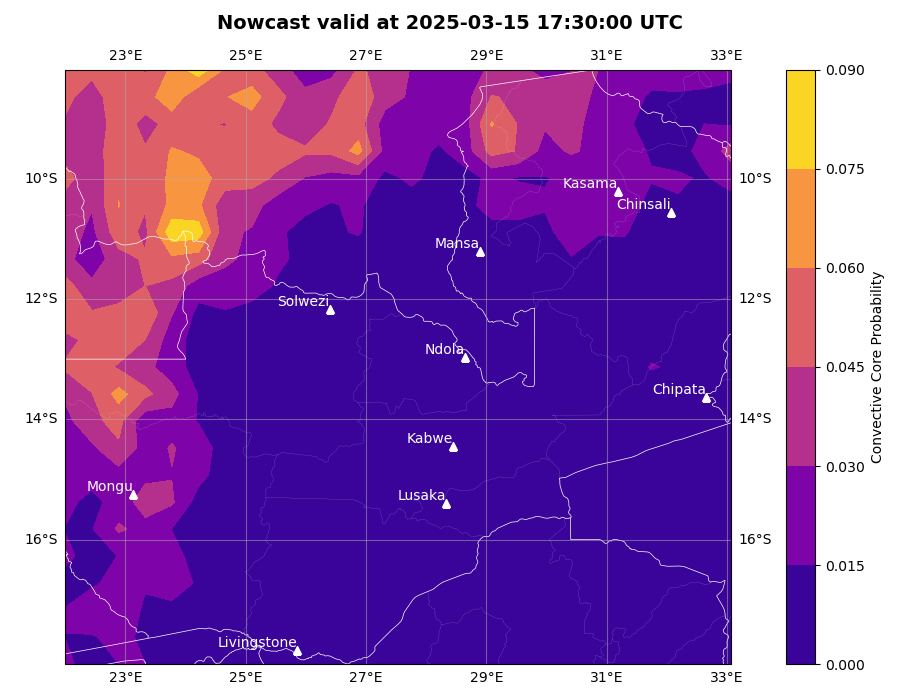 Nowcast valid at 2025-03-15 17:30:00 UTC
23°E 25°E 27°E 29°E 31°E 33°E
0.090
0.075
10°S Kasama 10°S
Chinsali
Mansa
0.060
12°S Solwezi 12°S
Ndola
0.045
Chipata
14°S 14°S
Kabwe
0.030
Mongu Lusaka
16°S 16°S
0.015
Livingstone
0.000
23°E 25°E 27°E 29°E 31°E 33°E
Convective Core Probability